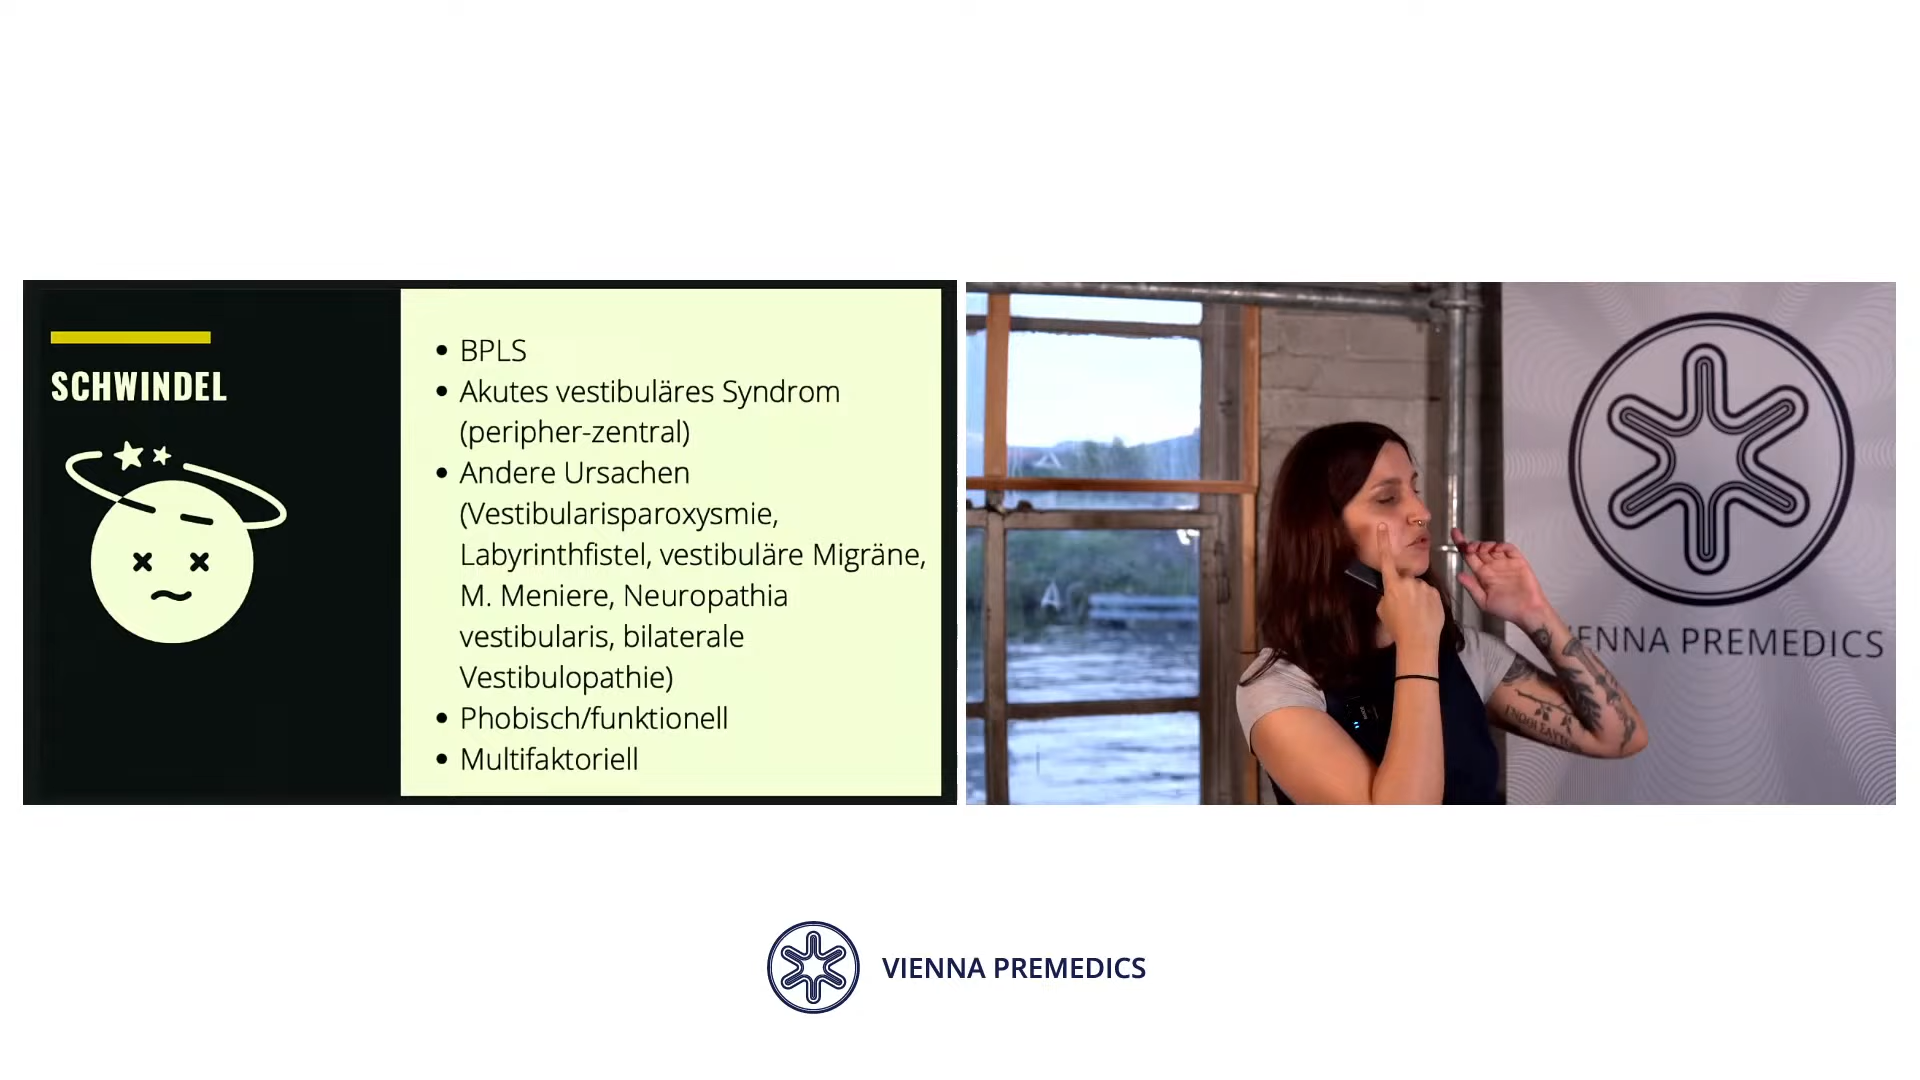 SCHWINDEL
• BPLS
• Akutes vestibuläres Syndrom
(peripher-zentral)
• Andere Ursachen
(Vestibularisparoxysmie,
Labyrinthfistel, vestibuläre Migräne,
M. Meniere, Neuropathia
vestibularis, bilaterale
Vestibulopathie)
• Phobisch/funktionell
• Multifaktoriell
ENNA PREMEDICS
VIENNA PREMEDICS